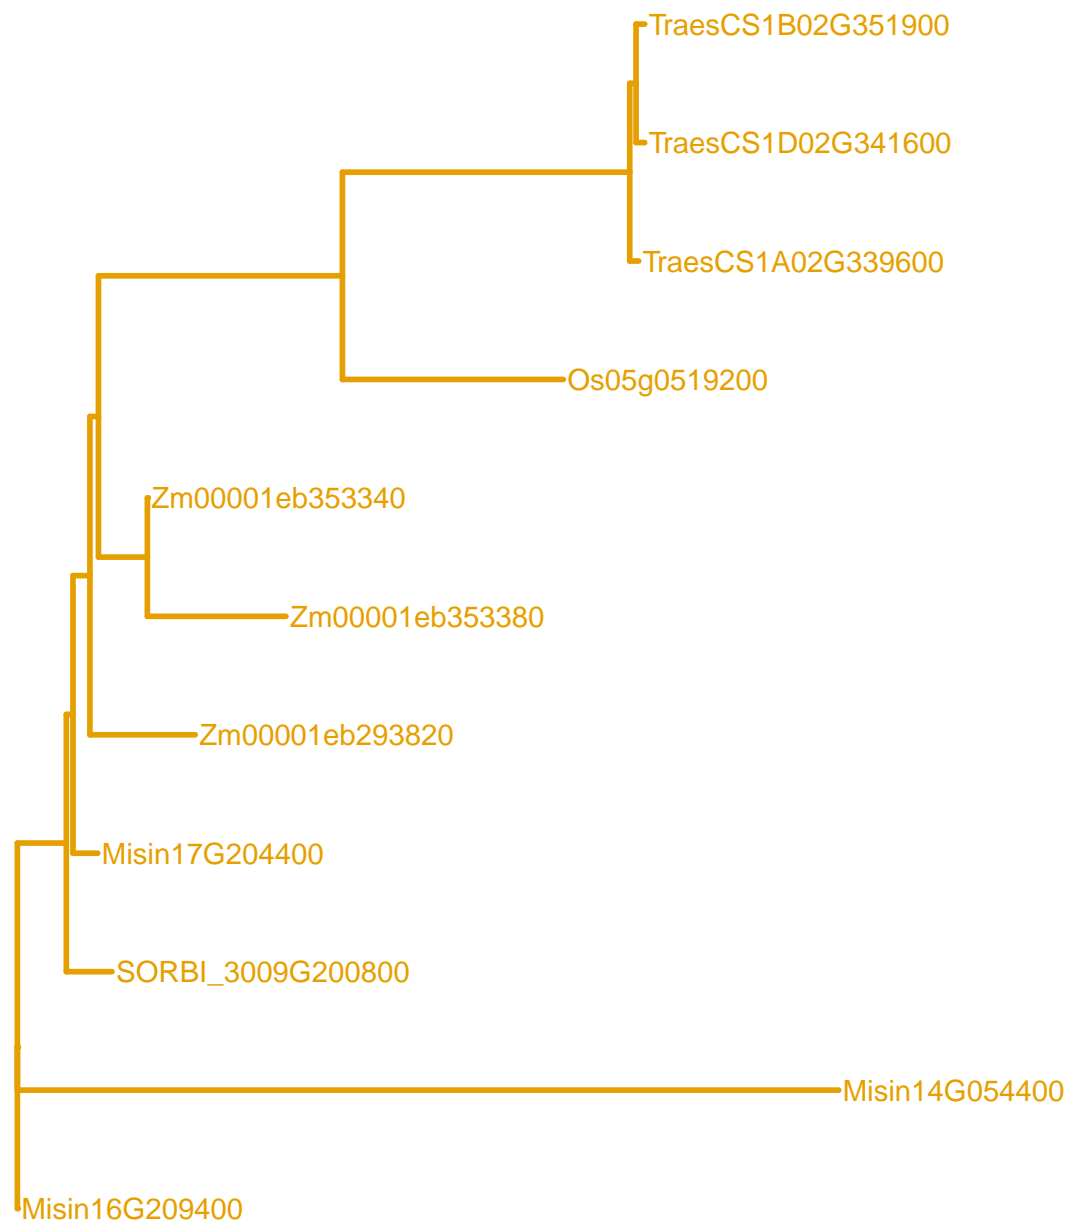 TraesCS1B02G351900
TraesCS1D02G341600
TraesCS1A02G339600
Os05g0519200
Zm00001eb353340
Zm00001eb353380
Zm00001eb293820
Misin17G204400
SORBI_3009G200800
Misin14G054400
Misin16G209400